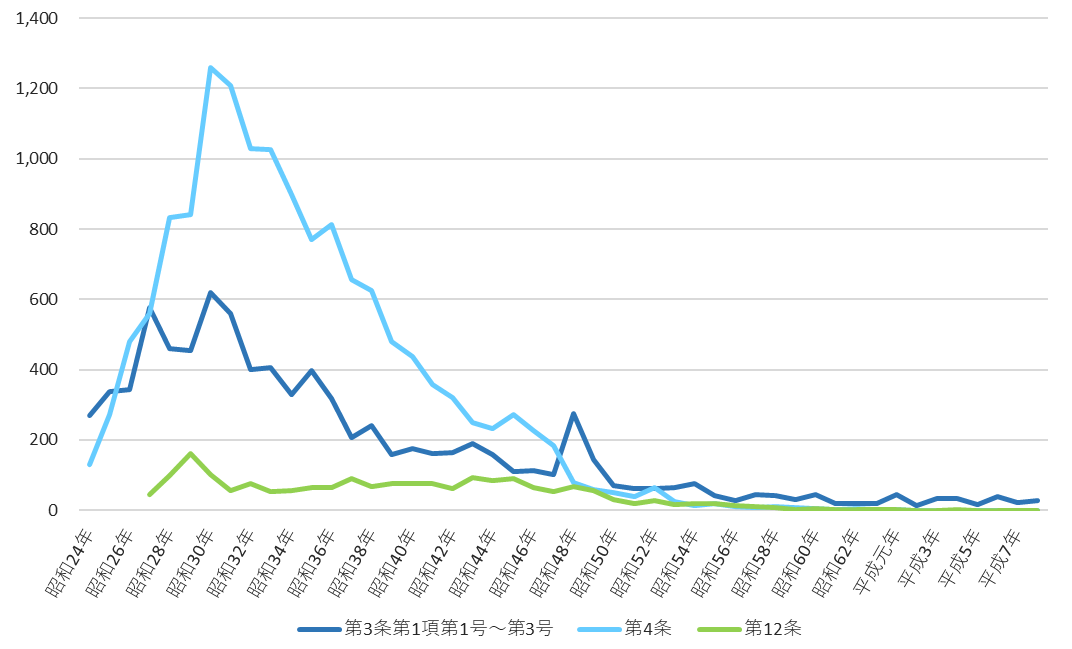 1,400
1,200
1,000
800
600
400
200
0
昭和24年
昭和26年
昭和28年
昭和30年
昭和32年
昭和34年
昭和36年
昭和38年
昭和40年
昭和42年
昭和44年
昭和46年
昭和48年
昭和50年
昭和52年
昭和54年
昭和56年
昭和58年
昭和60年
昭和62年
平成元年
平成3年
平成5年
平成7年
第3条第1項第1号～第3号 第4条 第12条